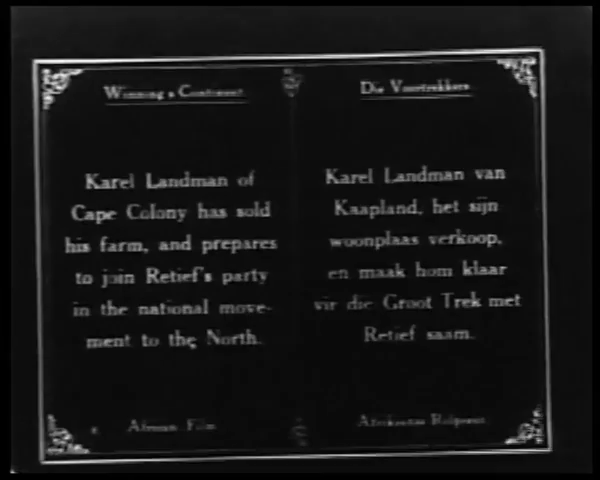 Winning a Continent
Karel Landman of
Cape Colony has sold
his farm, and prepares
to join Retief's party
in the national move-
ment to the North.
African Film
Die Voortrekkers
Karel Landman van
Kaapland, het sijn
woonplaas verkoop,
en maak hom klaar
vir die Groot Trek met
Retief saam.